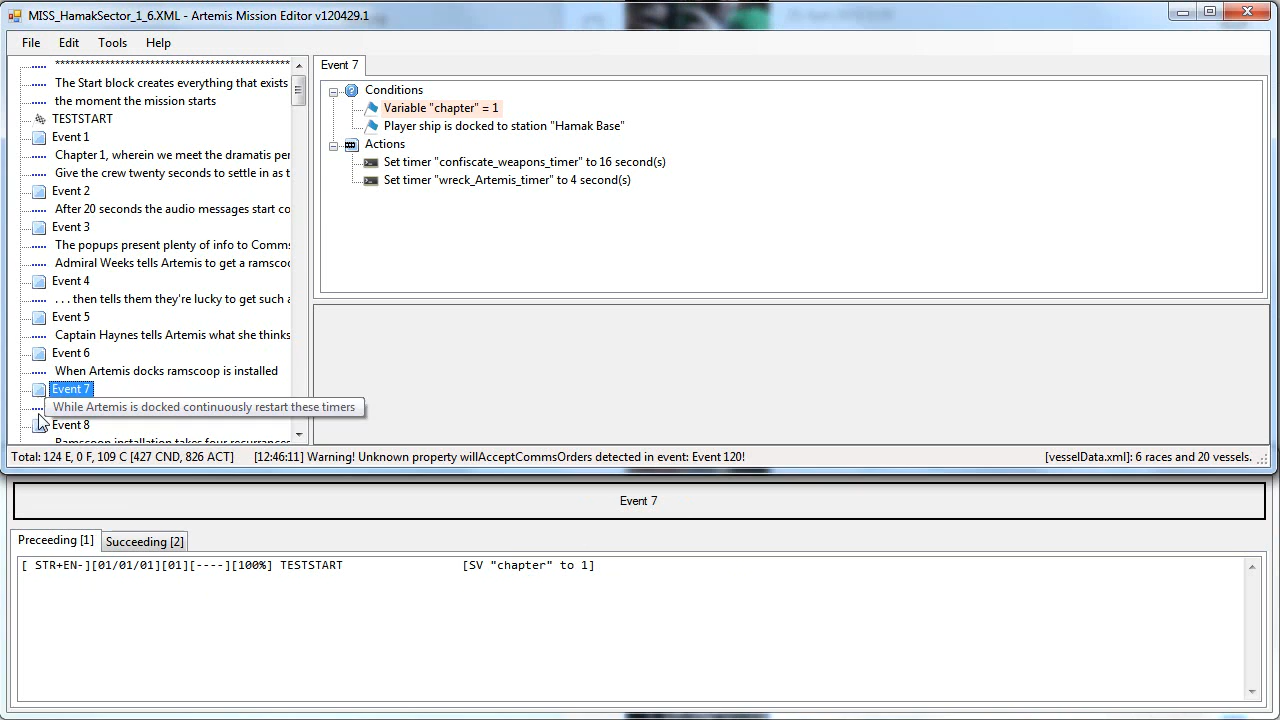 MISS_HamakSector_1_6.XML - Artemis Mission Editor v120429.1
File Edit Tools Help
****************************************************
The Start block creates everything that exists
the moment the mission starts
TESTSTART
Event 1
Chapter 1, wherein we meet the dramatis per
Give the crew twenty seconds to settle in as t
Event 2
After 20 seconds the audio messages start co
Event 3
The popups present plenty of info to Comms
Admiral Weeks tells Artemis to get a ramscoo
Event 4
. . . then tells them they're lucky to get such a
Event 5
Captain Haynes tells Artemis what she thinks
Event 6
When Artemis docks ramscoop is installed
Event 7
While Artemis is docked continuously restart these timers
Event 8
Ramscoop installation takes four recurrances
Event 7
Conditions
Variable "chapter" = 1
Player ship is docked to station "Hamak Base"
Actions
Set timer "confiscate_weapons_timer" to 16 second(s)
Set timer "wreck_Artemis_timer" to 4 second(s)
Total: 124 E, 0 F, 109 C [427 CND, 826 ACT] [12:46:11] Warning! Unknown property willAcceptCommsOrders detected in event: Event 120! [vesselData.xml]: 6 races and 20 vessels.
Event 7
Preceeding [1] Succeeding [2]
[ STR+EN-][01/01/01][01][----][100%] TESTSTART [SV "chapter" to 1]